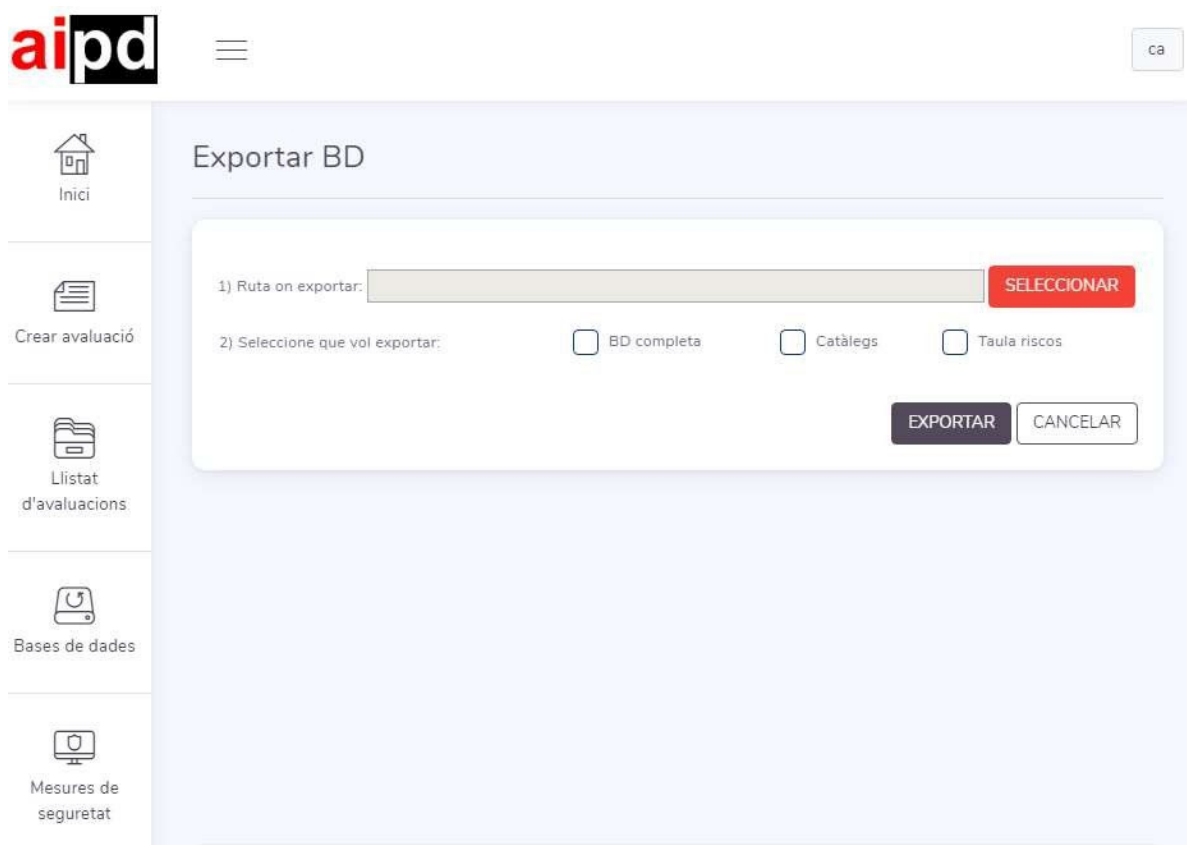 aipd
ca
Inici
Crear avaluació
Llistat
d'avaluacions
Bases de dades
Mesures de
seguretat
Exportar BD
1) Ruta on exportar:
SELECCIONAR
2) Seleccione que vol exportar: BD completa Catàlegs Taula riscos
EXPORTAR CANCELAR